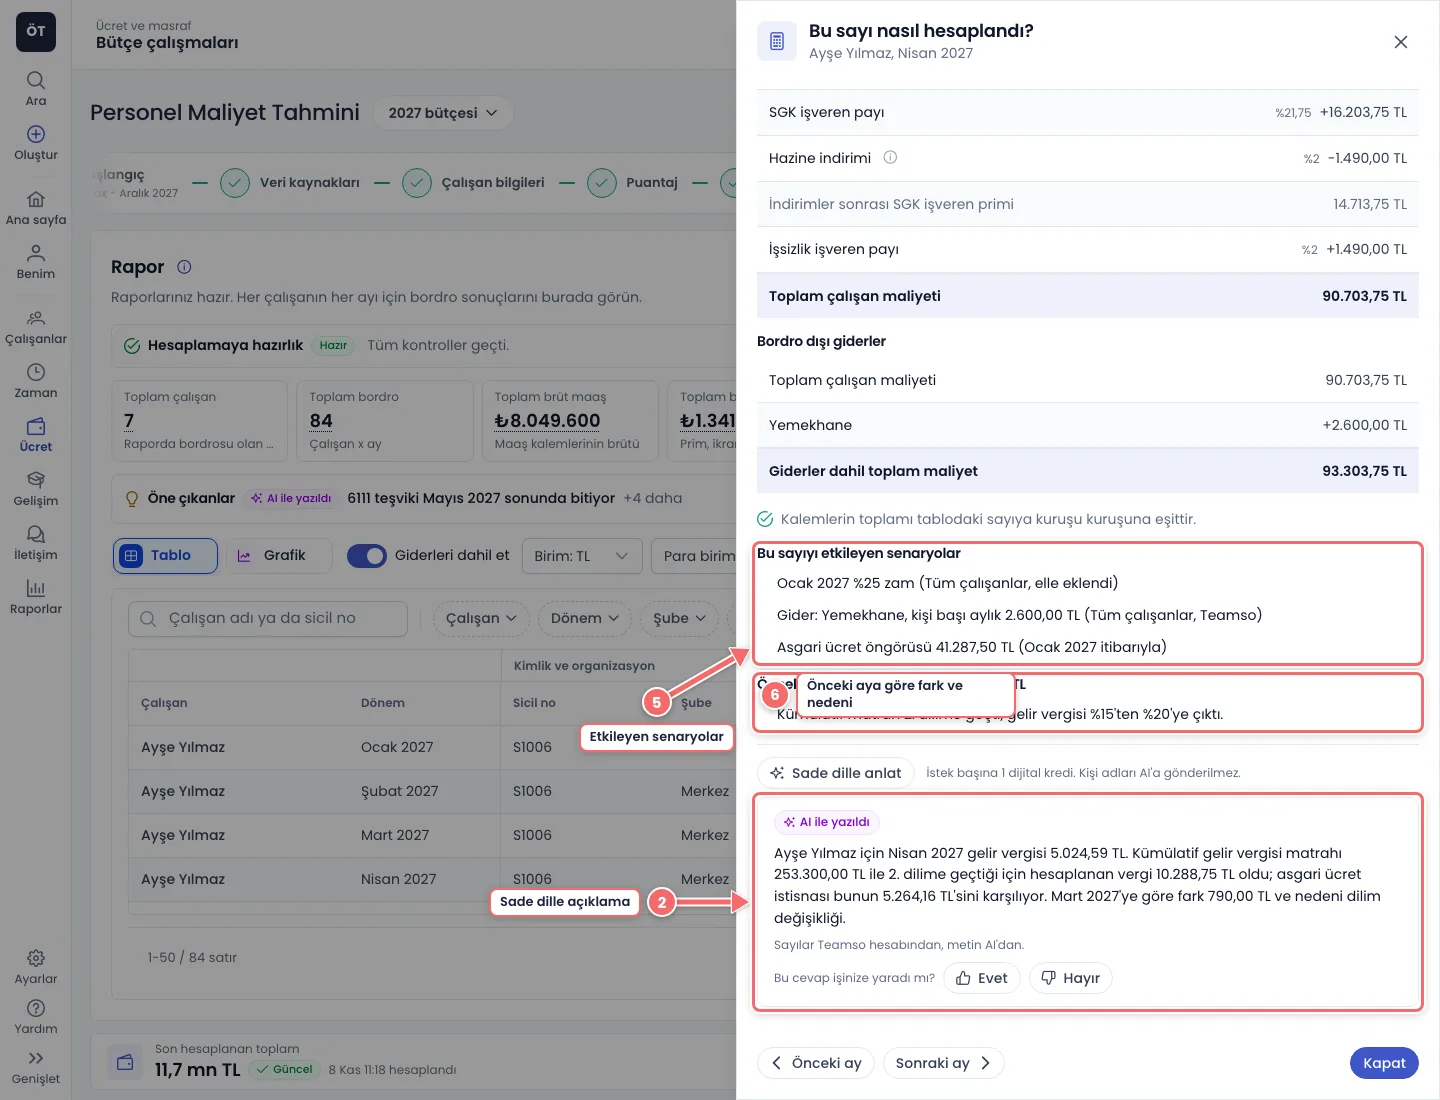 ÖT
Ara
Oluştur
Ana sayfa
Benim
Çalışanlar
Zaman
Ücret
Gelişim
İletişim
Raporlar
Ayarlar
Yardım
Genişlet
Ücret ve masraf
Bütçe çalışmaları
Personel Maliyet Tahmini
2027 bütçesi
şlangıç
ak - Aralık 2027
Veri kaynakları
Çalışan bilgileri
Puantaj
Rapor
Raporlarınız hazır. Her çalışanın her ayı için bordro sonuçlarını burada görün.
Hesaplamaya hazırlık Hazır Tüm kontroller geçti.
Toplam çalışan
7
Raporda bordrosu olan ...
Toplam bordro
84
Çalışan x ay
Toplam brüt maaş
₺8.049.600
Maaş kalemlerinin brütü
Toplam b
₺1.341
Prim, ikra
Öne çıkanlar AI ile yazıldı 6111 teşviki Mayıs 2027 sonunda bitiyor +4 daha
Tablo Grafik Giderleri dahil et Birim: TL Para birim
Çalışan adı ya da sicil no Çalışan Dönem Şube
Kimlik ve organizasyon
Çalışan Dönem Sicil no Şube
Ayşe Yılmaz Ocak 2027 S1006
Ayşe Yılmaz Şubat 2027 S1006 Merkez
Ayşe Yılmaz Mart 2027 S1006 Merkez
Ayşe Yılmaz Nisan 2027 S1006 Merkez
1-50 / 84 satır
Son hesaplanan toplam
11,7 mn TL Güncel 8 Kas 11:18 hesaplandı
5
Etkileyen senaryolar
Sade dille açıklama 2
Bu sayı nasıl hesaplandı?
Ayşe Yılmaz, Nisan 2027
SGK işveren payı %21,75 +16.203,75 TL
Hazine indirimi %2 -1.490,00 TL
İndirimler sonrası SGK işveren primi 14.713,75 TL
İşsizlik işveren payı %2 +1.490,00 TL
Toplam çalışan maliyeti 90.703,75 TL
Bordro dışı giderler
Toplam çalışan maliyeti 90.703,75 TL
Yemekhane +2.600,00 TL
Giderler dahil toplam maliyet 93.303,75 TL
Kalemlerin toplamı tablodaki sayıya kuruşu kuruşuna eşittir.
Bu sayıyı etkileyen senaryolar
Ocak 2027 %25 zam (Tüm çalışanlar, elle eklendi)
Gider: Yemekhane, kişi başı aylık 2.600,00 TL (Tüm çalışanlar, Teamso)
Asgari ücret öngörüsü 41.287,50 TL (Ocak 2027 itibarıyla)
6
Önceki aya göre fark ve
nedeni
TL
gelir vergisi %15'ten %20'ye çıktı.
Sade dille anlat İstek başına 1 dijital kredi. Kişi adları AI'a gönderilmez.
AI ile yazıldı
Ayşe Yılmaz için Nisan 2027 gelir vergisi 5.024,59 TL. Kümülatif gelir vergisi matrahı
253.300,00 TL ile 2. dilime geçtiği için hesaplanan vergi 10.288,75 TL oldu; asgari ücret
istisnası bunun 5.264,16 TL'sini karşılıyor. Mart 2027'ye göre fark 790,00 TL ve nedeni dilim
değişikliği.
Sayılar Teamso hesabından, metin AI'dan.
Bu cevap işinize yaradı mı? Evet Hayır
Önceki ay Sonraki ay Kapat